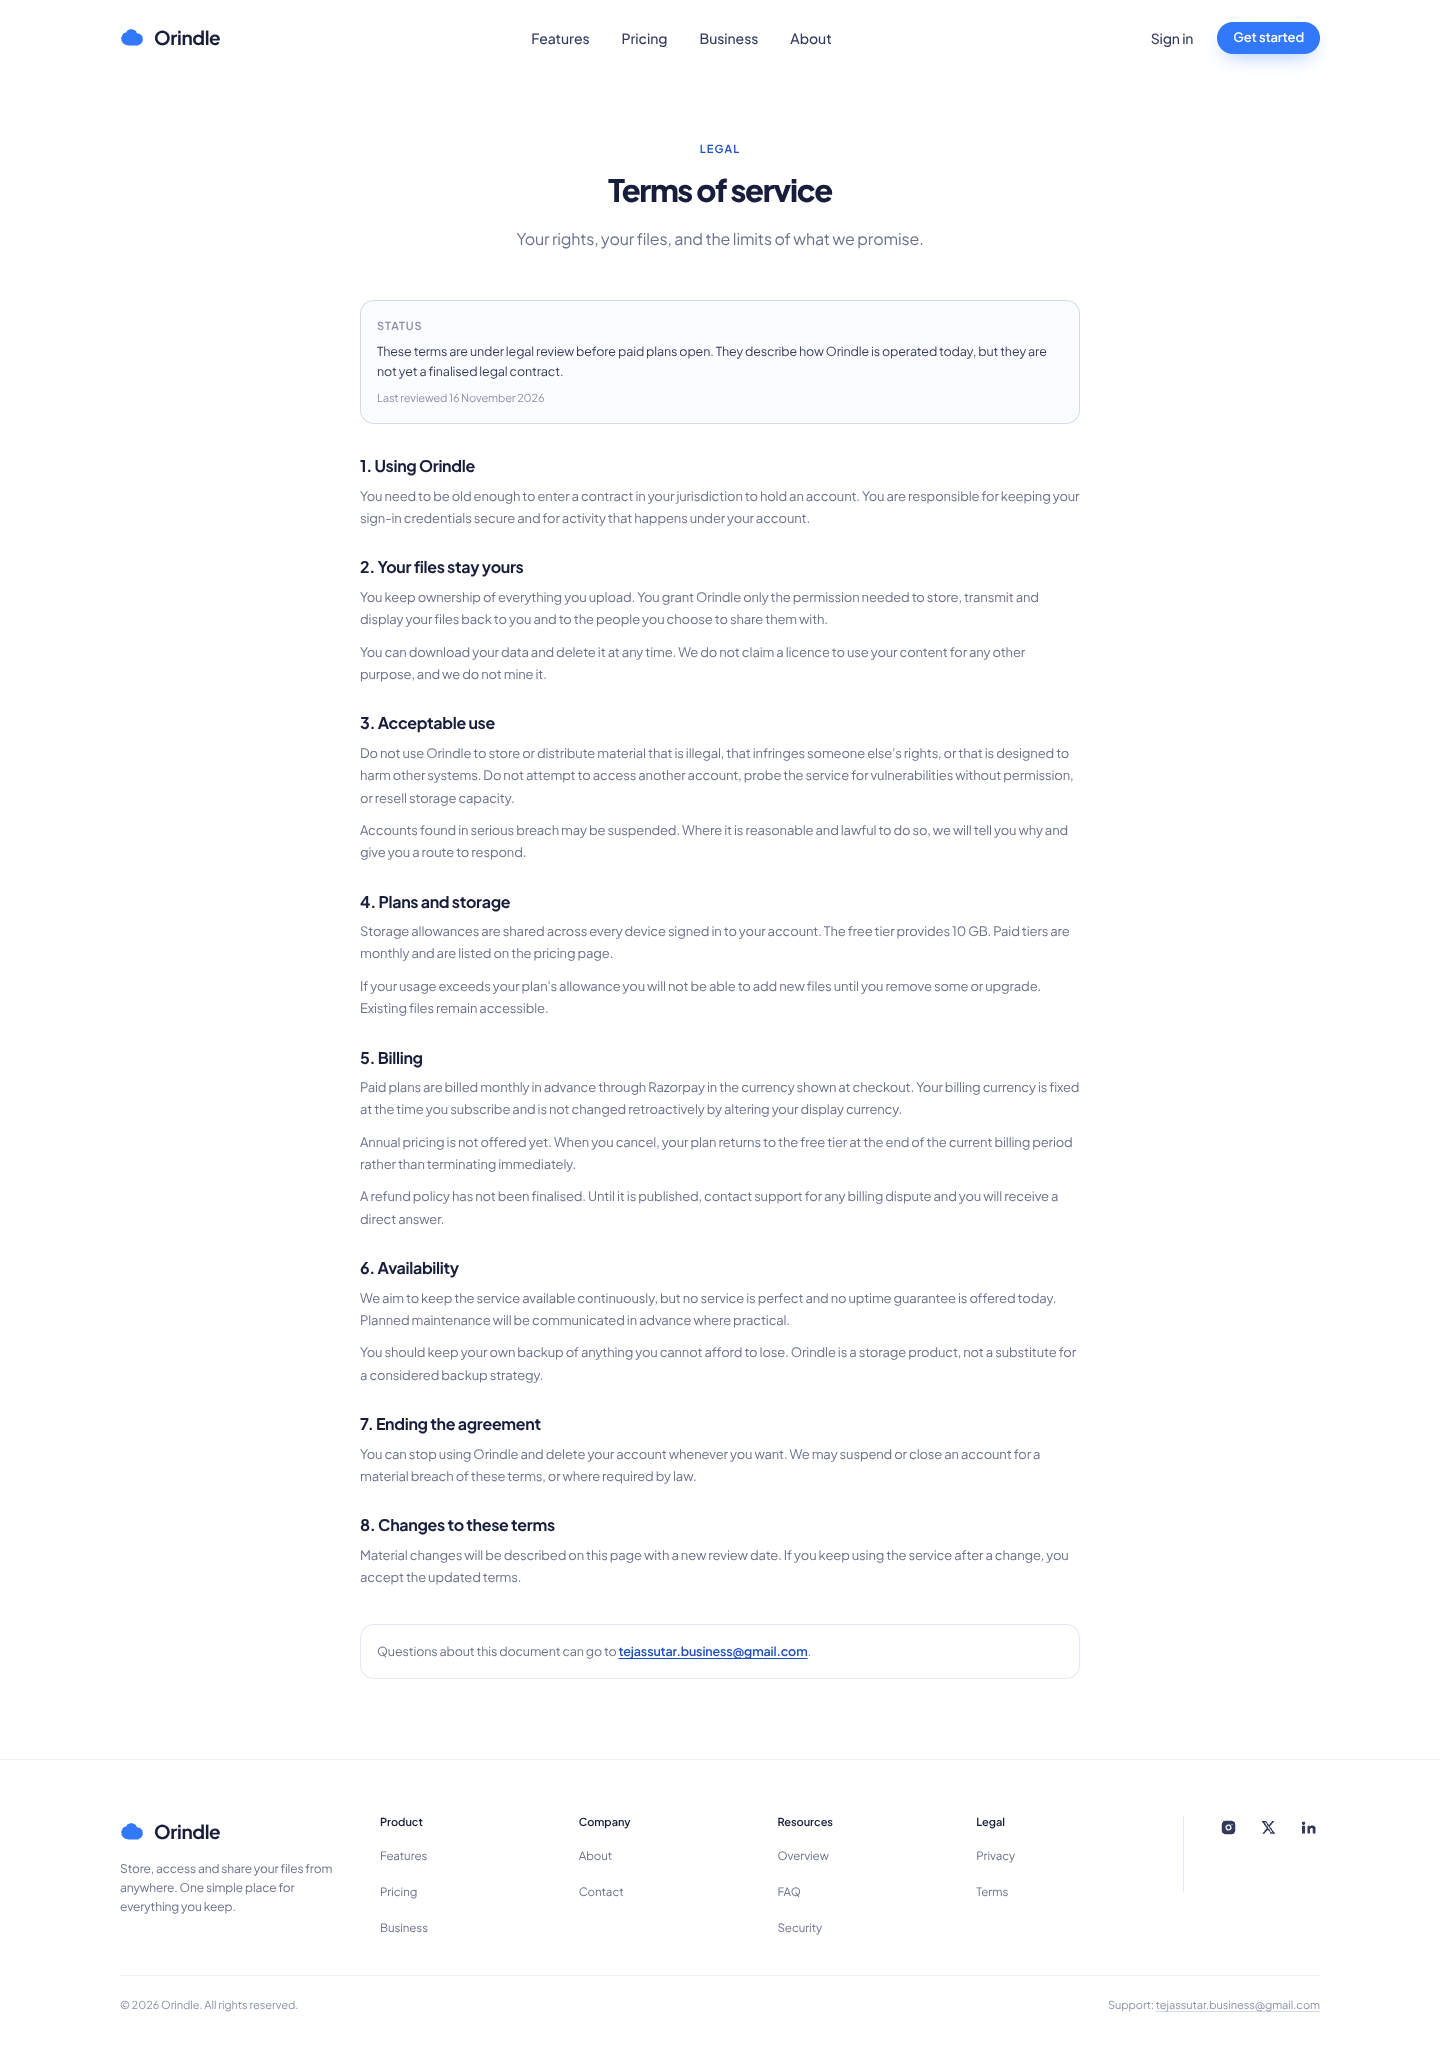 Orindle
Features
Pricing
Business
About
Sign in
Get started
LEGAL
Terms of service
Your rights, your files, and the limits of what we promise.
STATUS
These terms are under legal review before paid plans open. They describe how Orindle is operated today, but they are
not yet a finalised legal contract.
Last reviewed 16 November 2026
1. Using Orindle
You need to be old enough to enter a contract in your jurisdiction to hold an account. You are responsible for keeping your
sign-in credentials secure and for activity that happens under your account.
2. Your files stay yours
You keep ownership of everything you upload. You grant Orindle only the permission needed to store, transmit and
display your files back to you and to the people you choose to share them with.
You can download your data and delete it at any time. We do not claim a licence to use your content for any other
purpose, and we do not mine it.
3. Acceptable use
Do not use Orindle to store or distribute material that is illegal, that infringes someone else's rights, or that is designed to
harm other systems. Do not attempt to access another account, probe the service for vulnerabilities without permission,
or resell storage capacity.
Accounts found in serious breach may be suspended. Where it is reasonable and lawful to do so, we will tell you why and
give you a route to respond.
4. Plans and storage
Storage allowances are shared across every device signed in to your account. The free tier provides 10 GB. Paid tiers are
monthly and are listed on the pricing page.
If your usage exceeds your plan's allowance you will not be able to add new files until you remove some or upgrade.
Existing files remain accessible.
5. Billing
Paid plans are billed monthly in advance through Razorpay in the currency shown at checkout. Your billing currency is fixed
at the time you subscribe and is not changed retroactively by altering your display currency.
Annual pricing is not offered yet. When you cancel, your plan returns to the free tier at the end of the current billing period
rather than terminating immediately.
A refund policy has not been finalised. Until it is published, contact support for any billing dispute and you will receive a
direct answer.
6. Availability
We aim to keep the service available continuously, but no service is perfect and no uptime guarantee is offered today.
Planned maintenance will be communicated in advance where practical.
You should keep your own backup of anything you cannot afford to lose. Orindle is a storage product, not a substitute for
a considered backup strategy.
7. Ending the agreement
You can stop using Orindle and delete your account whenever you want. We may suspend or close an account for a
material breach of these terms, or where required by law.
8. Changes to these terms
Material changes will be described on this page with a new review date. If you keep using the service after a change, you
accept the updated terms.
Questions about this document can go to tejassutar.business@gmail.com.
Orindle
Store, access and share your files from
anywhere. One simple place for
everything you keep.
Product
Features
Pricing
Business
Company
About
Contact
Resources
Overview
FAQ
Security
Legal
Privacy
Terms
© 2026 Orindle. All rights reserved.
Support: tejassutar.business@gmail.com